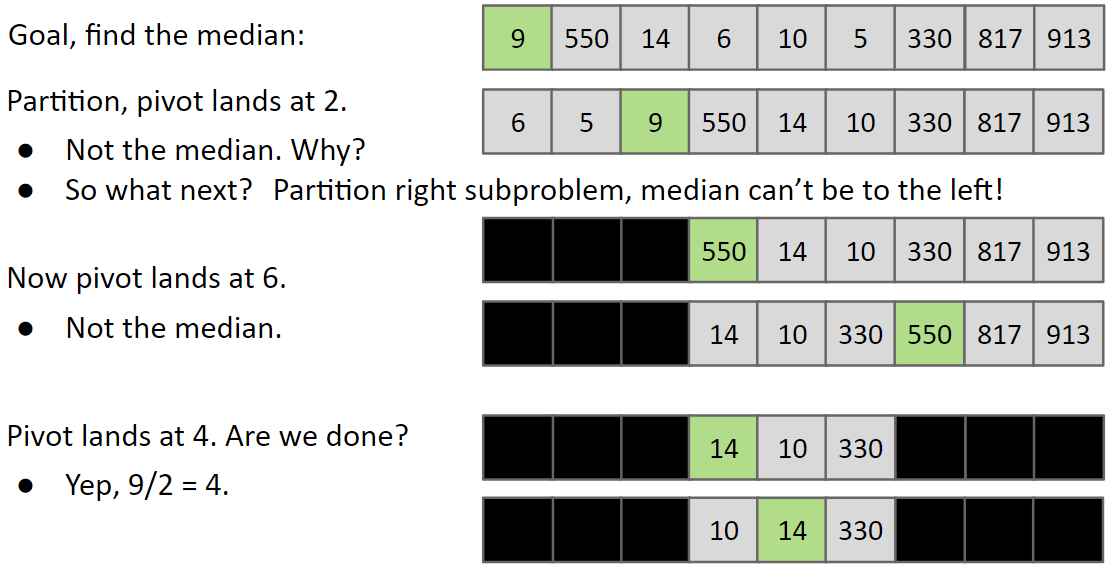 Goal, find the median: 9 550 14 6 10 5 330 817 913
Partition, pivot lands at 2. 6 5 9 550 14 10 330 817 913
● Not the median. Why?
● So what next? Partition right subproblem, median can’t be to the left!
550 14 10 330 817 913
Now pivot lands at 6.
● Not the median. 14 10 330 550 817 913
Pivot lands at 4. Are we done? 14 10 330
● Yep, 9/2 = 4.
10 14 330